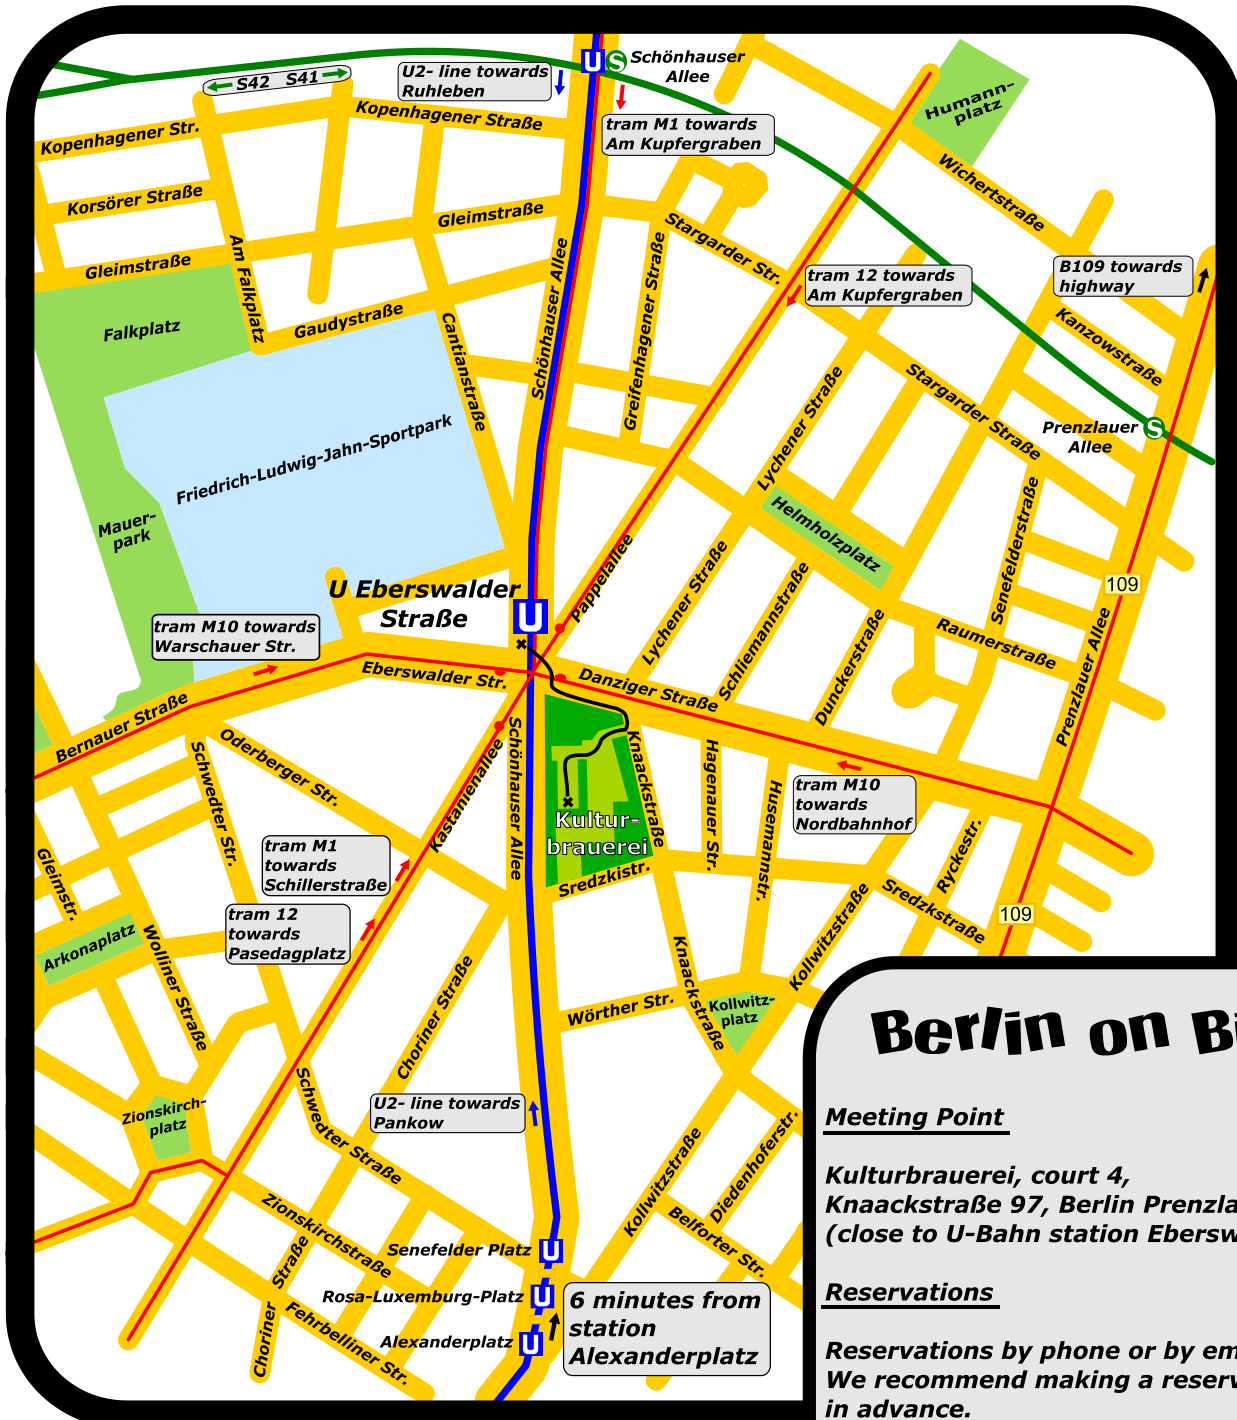 S42 S41
U2- line towards
Ruhleben
U
S
Schönhauser
Allee
tram M1 towards
Am Kupfergraben
Humann-
platz
Kopenhagener Str.
Kopenhagener Straße
Korsörer Straße
Gleimstraße
Gleimstraße
Am Falkplatz
Falkplatz
Gaudystraße
Cantianstraße
Schönhauser Allee
Greifenhagener Straße
Stargarder Str.
Wichertstraße
tram 12 towards
Am Kupfergraben
B109 towards
highway
Kanzowstraße
Stargarder Straße
Prenzlauer
Allee
S
Friedrich-Ludwig-Jahn-Sportpark
Mauer-
park
Lychener Straße
Helmholzplatz
Senefelderstraße
109
U Eberswalder
Straße
U
Pappelallee
Lychener Straße
Schliemannstraße
Dunckerstraße
Raumerstraße
Prenzlauer Allee
tram M10 towards
Warschauer Str.
Eberswalder Str.
Danziger Straße
Bernauer Straße
Oderberger Str.
Schwedter Str.
Schönhauser Allee
Kastanienallee
Knaackstraße
Hagenauer Str.
Husemannstr.
tram M10
towards
Nordbahnhof
Kultur-
brauerei
Sredzkistr.
Ryckestr.
Sredzkstraße
109
tram M1
towards
Schillerstraße
tram 12
towards
Pasedagplatz
Gleimstr.
Arkonaplatz
Wolliner Straße
Choriner Straße
Knaackstraße
Kollwitzstraße
Wörther Str.
Kollwitz-
platz
Zionskirch-
platz
Schwedter Straße
U2- line towards
Pankow
Kollwitzstraße
Diedenhoferstr.
Belforter Str.
Zionskirchstraße
Choriner Straße
Fehrbelliner Str.
Senefelder Platz
U
Rosa-Luxemburg-Platz
U
Alexanderplatz
U
6 minutes from
station
Alexanderplatz
Berlin on Bi
Meeting Point
Kulturbrauerei, court 4,
Knaackstraße 97, Berlin Prenzla
(close to U-Bahn station Ebersw
Reservations
Reservations by phone or by em
We recommend making a reserv
in advance.